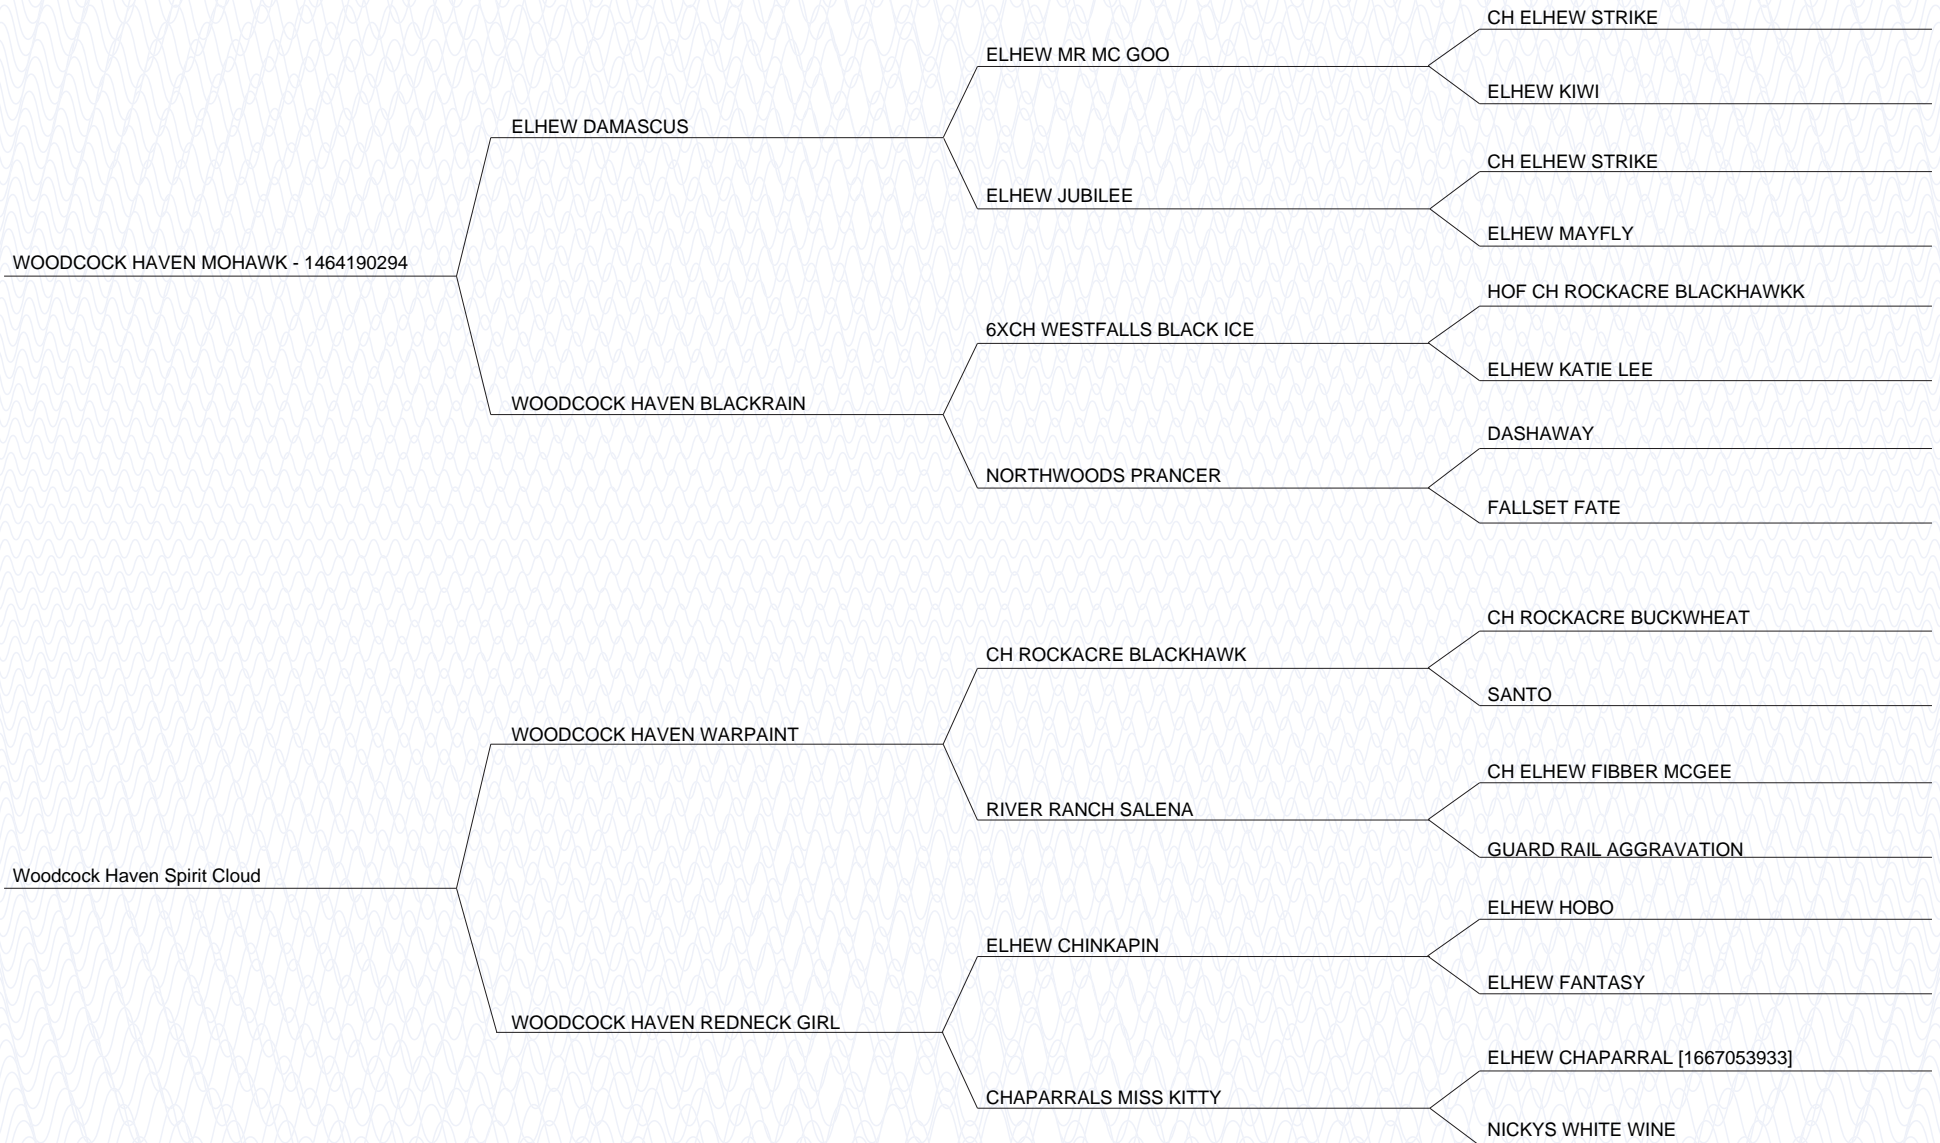 CH ELHEW STRIKE
ELHEW MR MC GOO
ELHEW KIWI
ELHEW DAMASCUS
CH ELHEW STRIKE
ELHEW JUBILEE
ELHEW MAYFLY
WOODCOCK HAVEN MOHAWK - 1464190294
HOF CH ROCKACRE BLACKHAWKK
6XCH WESTFALLS BLACK ICE
ELHEW KATIE LEE
WOODCOCK HAVEN BLACKRAIN
DASHAWAY
NORTHWOODS PRANCER
FALLSET FATE
CH ROCKACRE BUCKWHEAT
CH ROCKACRE BLACKHAWK
SANTO
WOODCOCK HAVEN WARPAINT
CH ELHEW FIBBER MCGEE
RIVER RANCH SALENA
GUARD RAIL AGGRAVATION
Woodcock Haven Spirit Cloud
ELHEW HOBO
ELHEW CHINKAPIN
ELHEW FANTASY
WOODCOCK HAVEN REDNECK GIRL
ELHEW CHAPARRAL [1667053933]
CHAPARRALS MISS KITTY
NICKYS WHITE WINE